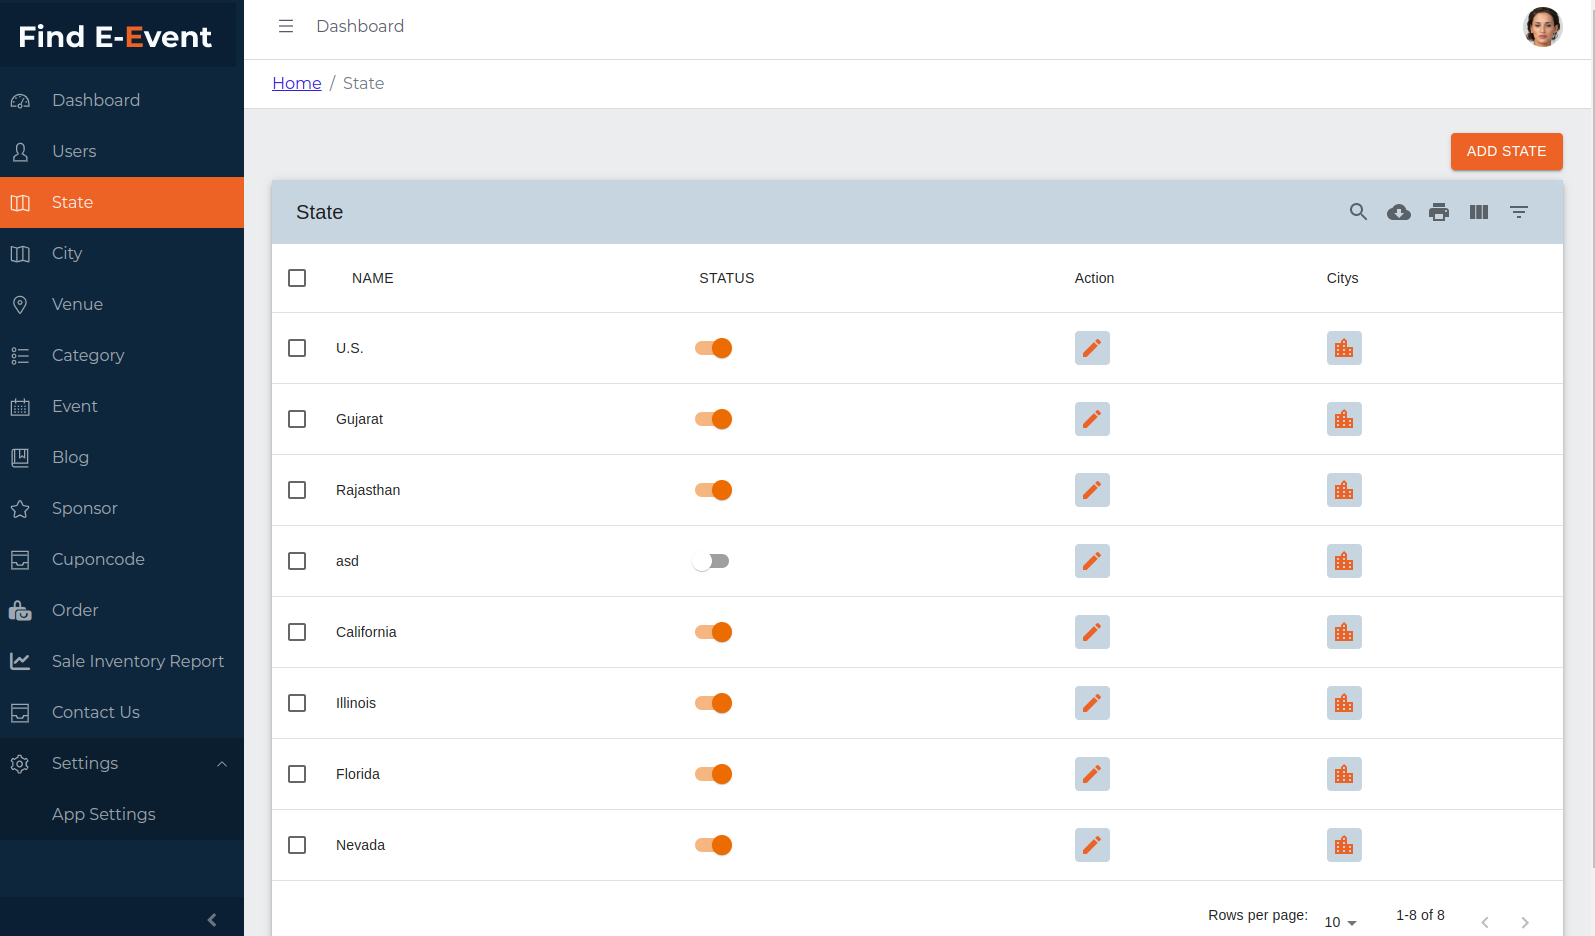 Find E-Event
Dashboard
Users
State
City
Venue
Category
Event
Blog
Sponsor
Cuponcode
Order
Sale Inventory Report
Contact Us
Settings
App Settings
Dashboard
Home / State
ADD STATE
State
NAME STATUS Action Citys
U.S.
Gujarat
Rajasthan
asd
California
Illinois
Florida
Nevada
Rows per page: 10 1-8 of 8